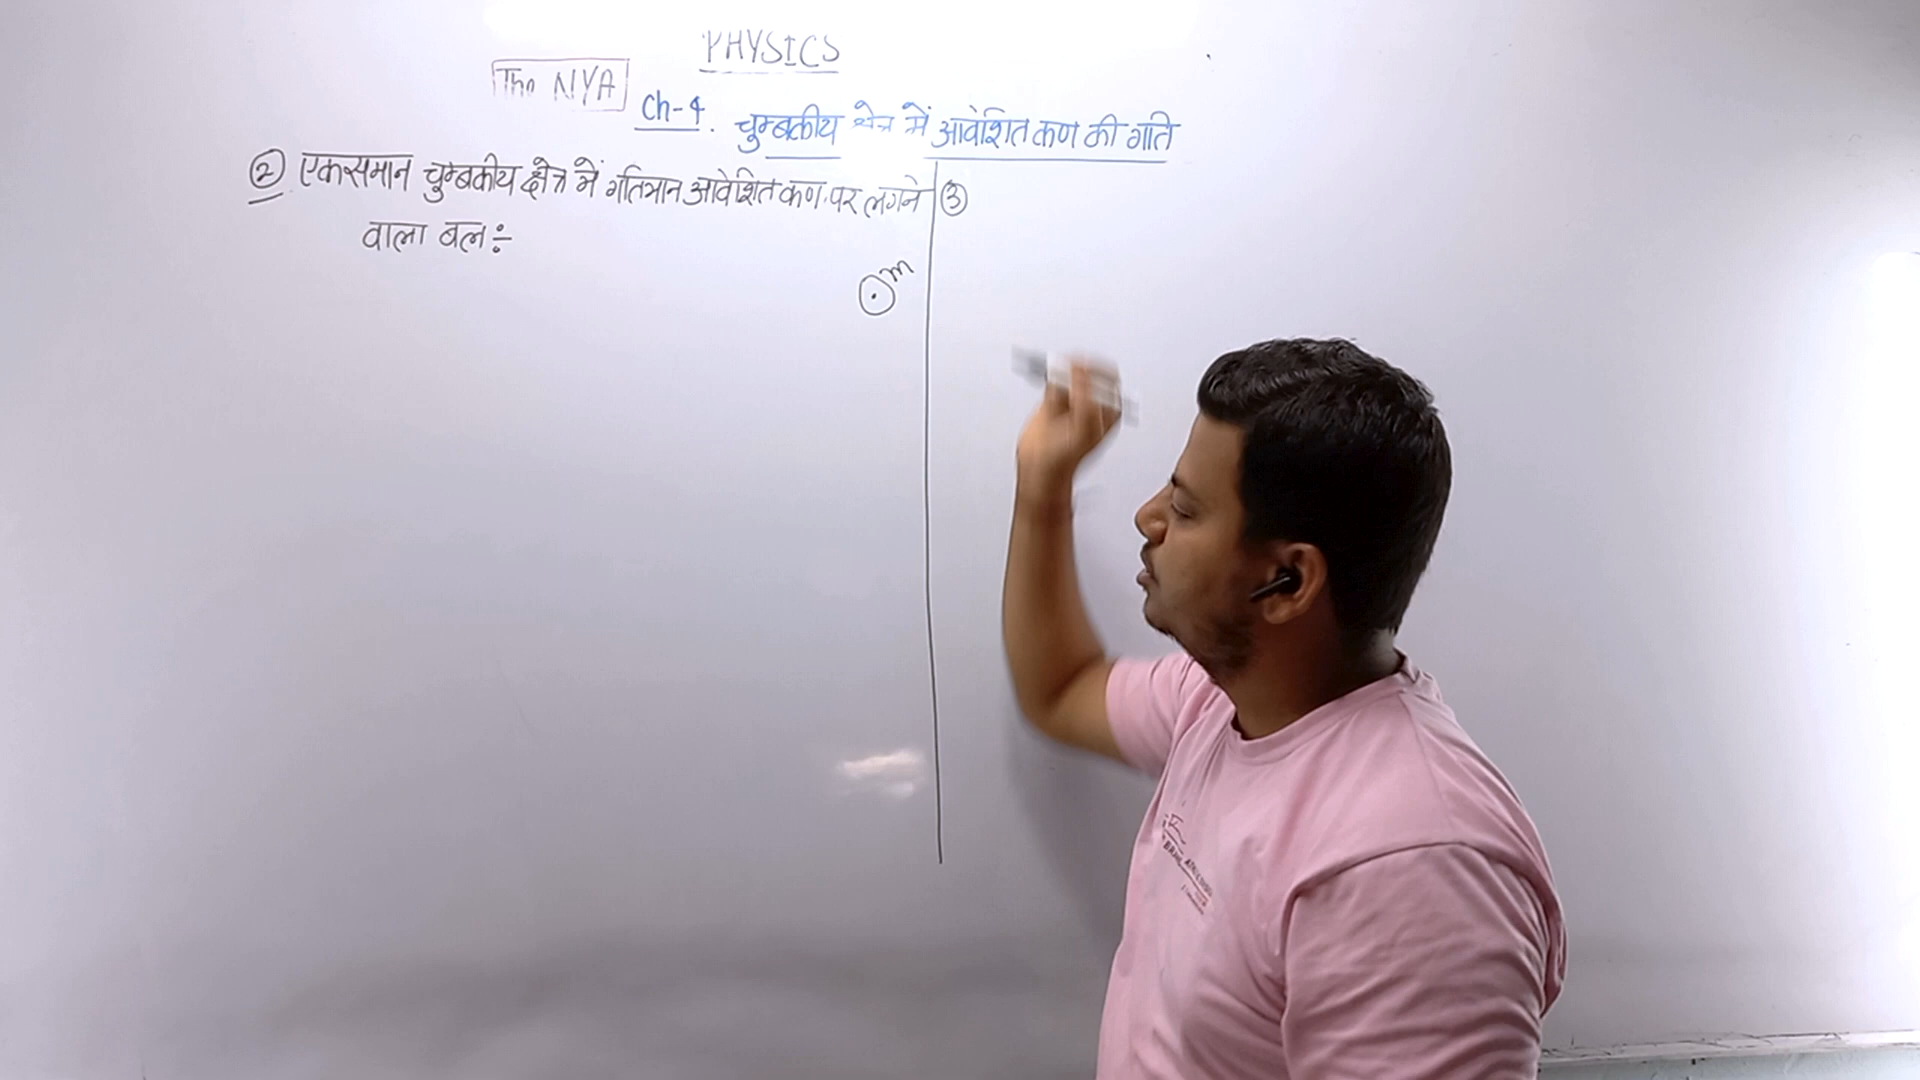 PHYSICS
The NYA
Ch-4. चुम्बकीय क्षेत्र में आवेशित कण की गति
② एकसमान चुम्बकीय क्षेत्र में गतिमान आवेशित कण पर लगने
वाला बल ÷
③
m